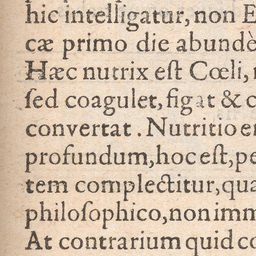 hic intelligatur, non E
cæ primo die abundè
Hæc nutrix eſt Cœli,
ſed coagulet, figat & c
convertat. Nutritio e
profundum, hoc eſt, pe
tem complectitur, qua
philoſophico, non imm
At contrarium quid co